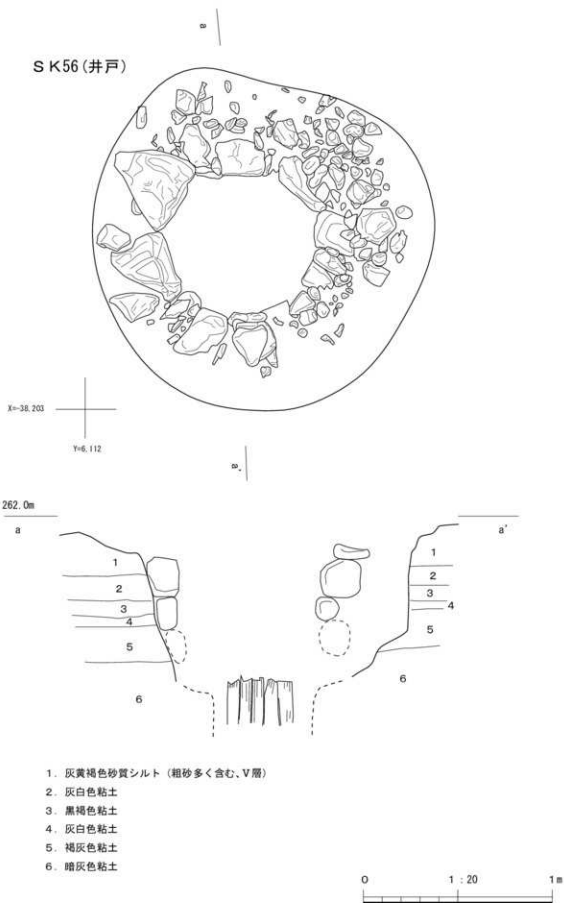 a
SK56(井戸)
X=-38,203
Y=6,112
a'
262.0m
a
a'
1
2
3
4
5
6
1
2
3
4
5
6
1. 灰黄褐色砂質シルト（粗砂多く含む、Ⅴ層）
2. 灰白色粘土
3. 黒褐色粘土
4. 灰白色粘土
5. 褐灰色粘土
6. 暗灰色粘土
0 1:20 1m